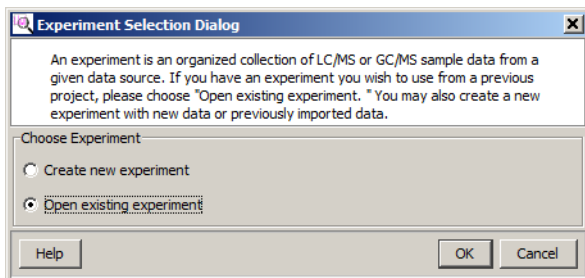 Experiment Selection Dialog
An experiment is an organized collection of LC/MS or GC/MS sample data from a
given data source. If you have an experiment you wish to use from a previous
project, please choose "Open existing experiment. " You may also create a new
experiment with new data or previously imported data.
Choose Experiment
Create new experiment
Open existing experiment
Help OK Cancel